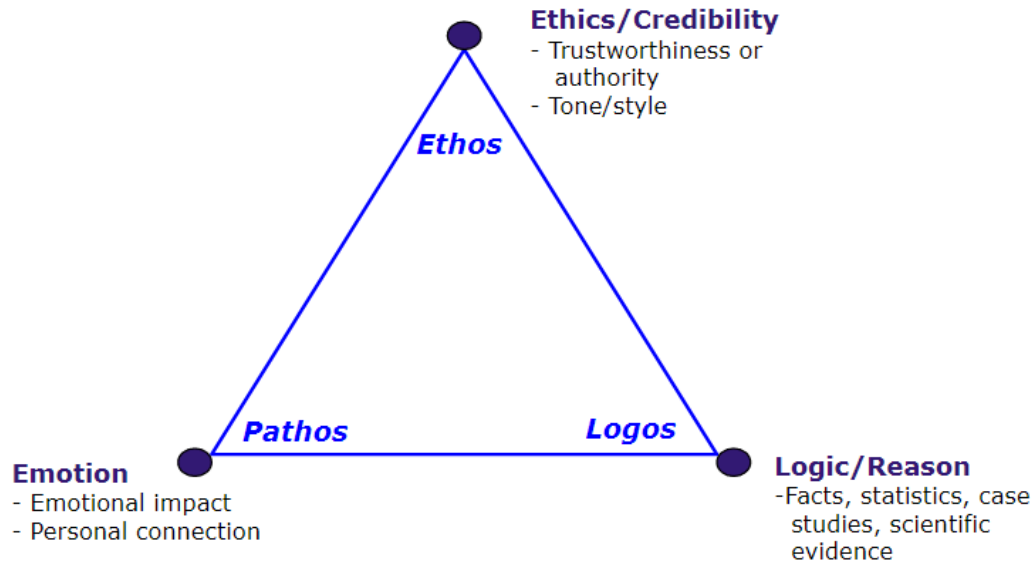 Ethics/Credibility
- Trustworthiness or
authority
- Tone/style
Ethos
Pathos
Logos
Emotion
- Emotional impact
- Personal connection
Logic/Reason
-Facts, statistics, case
studies, scientific
evidence